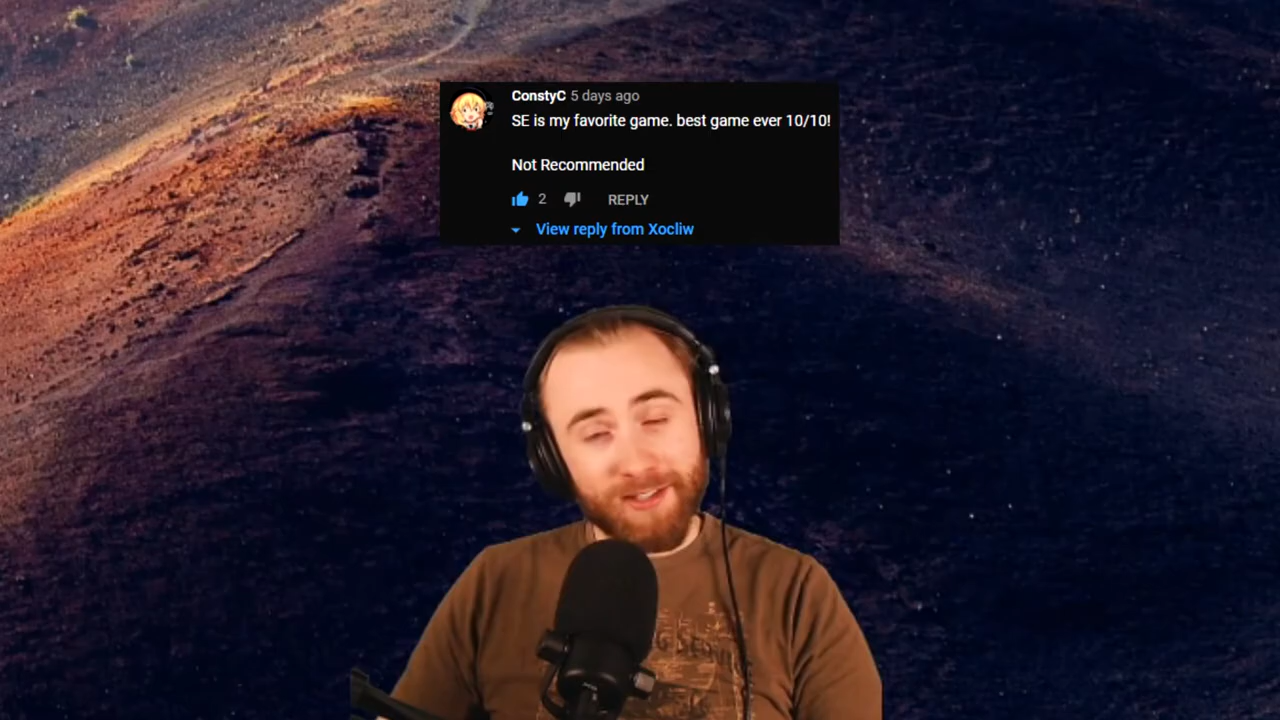 ConstyC 5 days ago
SE is my favorite game. best game ever 10/10!
Not Recommended
2 REPLY
View reply from Xocliw